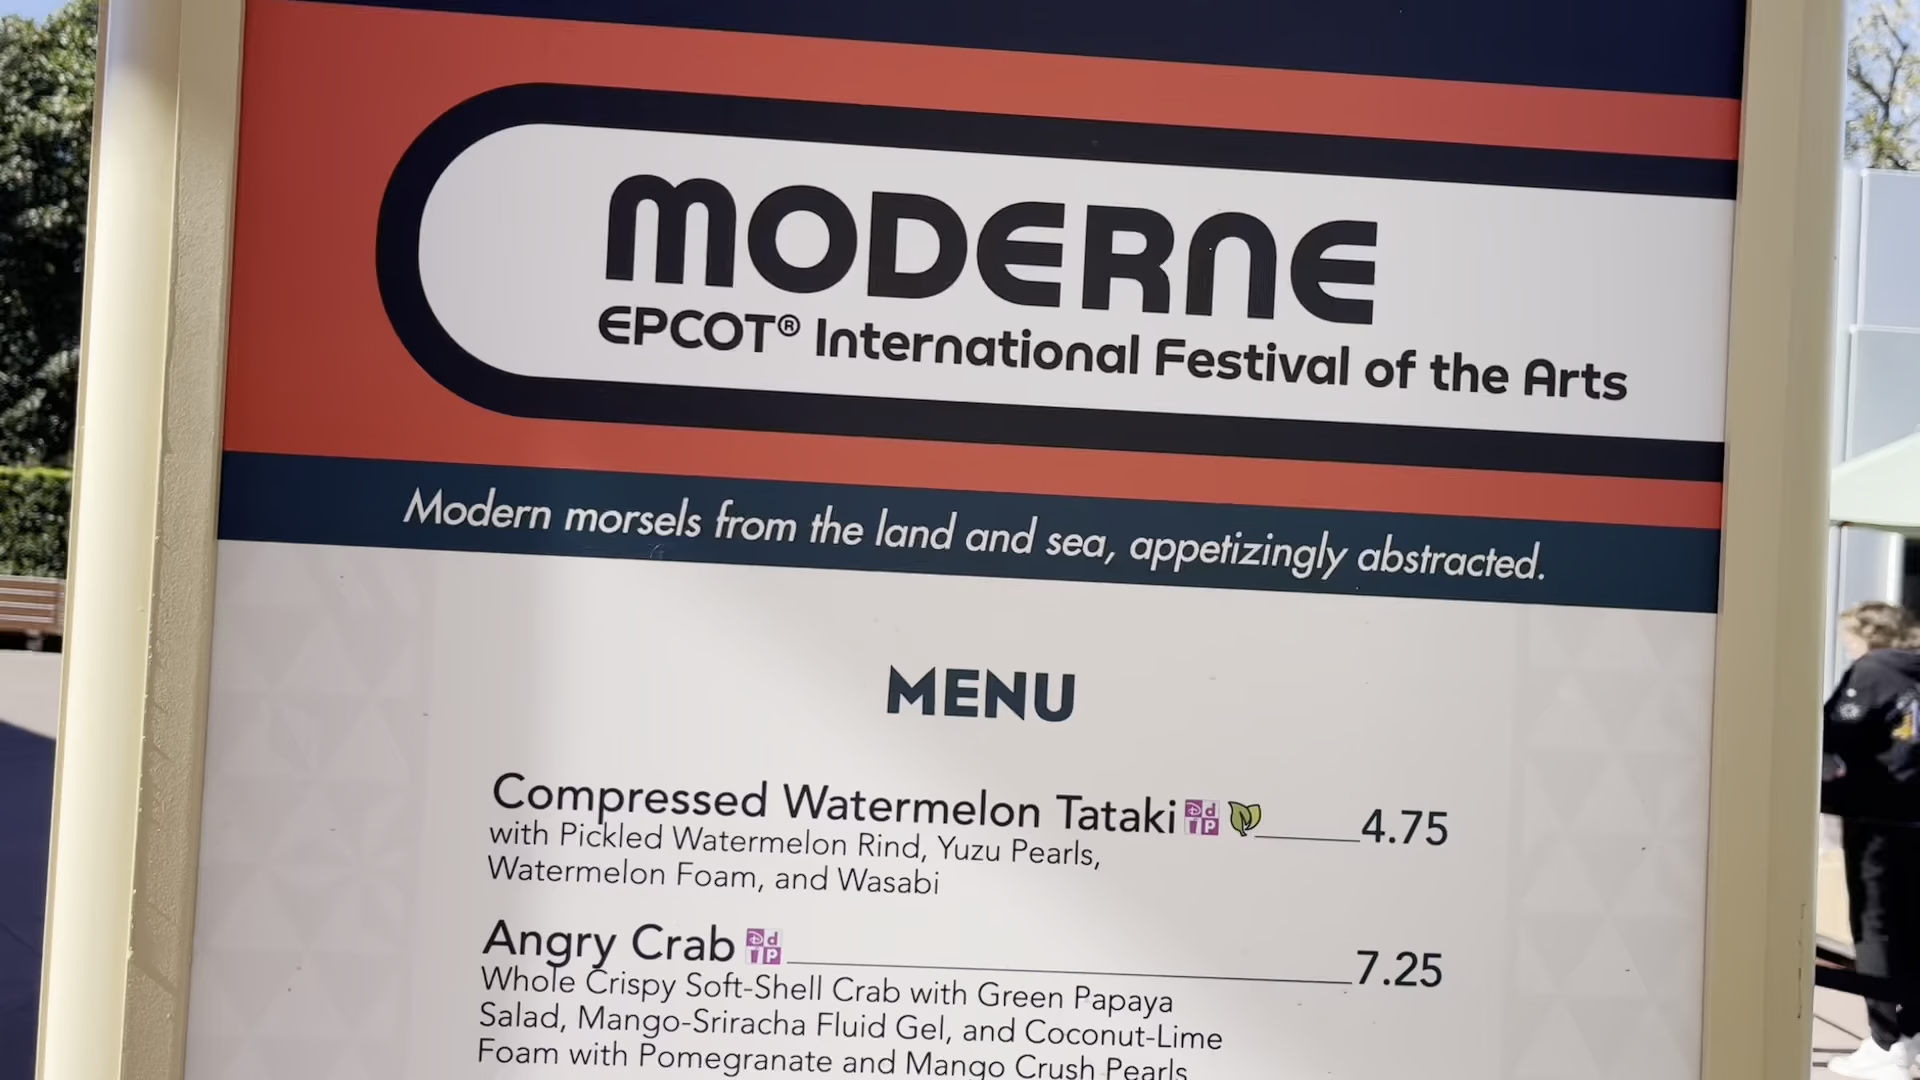 MODERNE
EPCOT® International Festival of the Arts
Modern morsels from the land and sea, appetizingly abstracted.
MENU
Compressed Watermelon Tataki DdP 4.75
with Pickled Watermelon Rind, Yuzu Pearls,
Watermelon Foam, and Wasabi
Angry Crab DdP 7.25
Whole Crispy Soft-Shell Crab with Green Papaya
Salad, Mango-Sriracha Fluid Gel, and Coconut-Lime
Foam with Pomegranate and Mango Crush Pearls